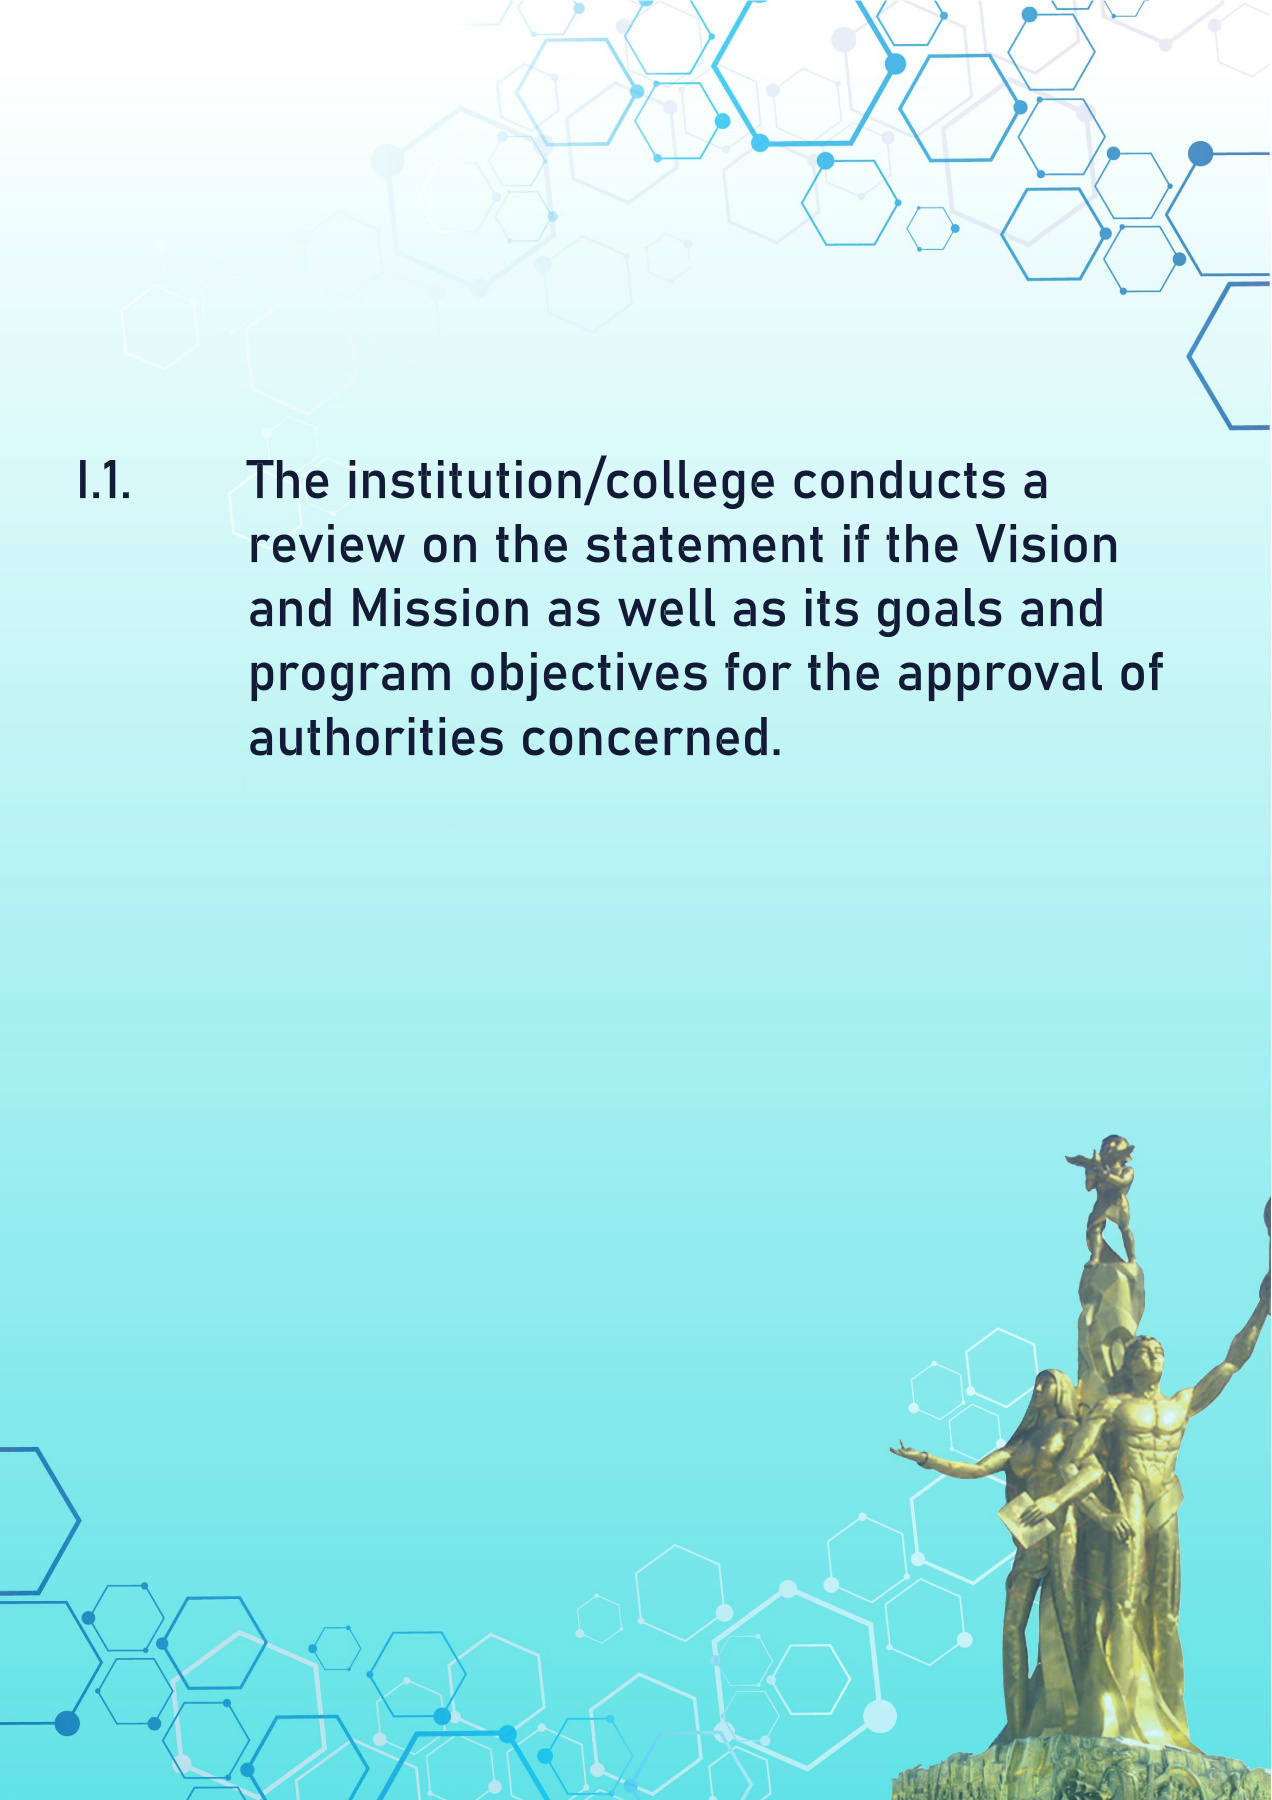 I.1. The institution/college conducts a
review on the statement if the Vision
and Mission as well as its goals and
program objectives for the approval of
authorities concerned.